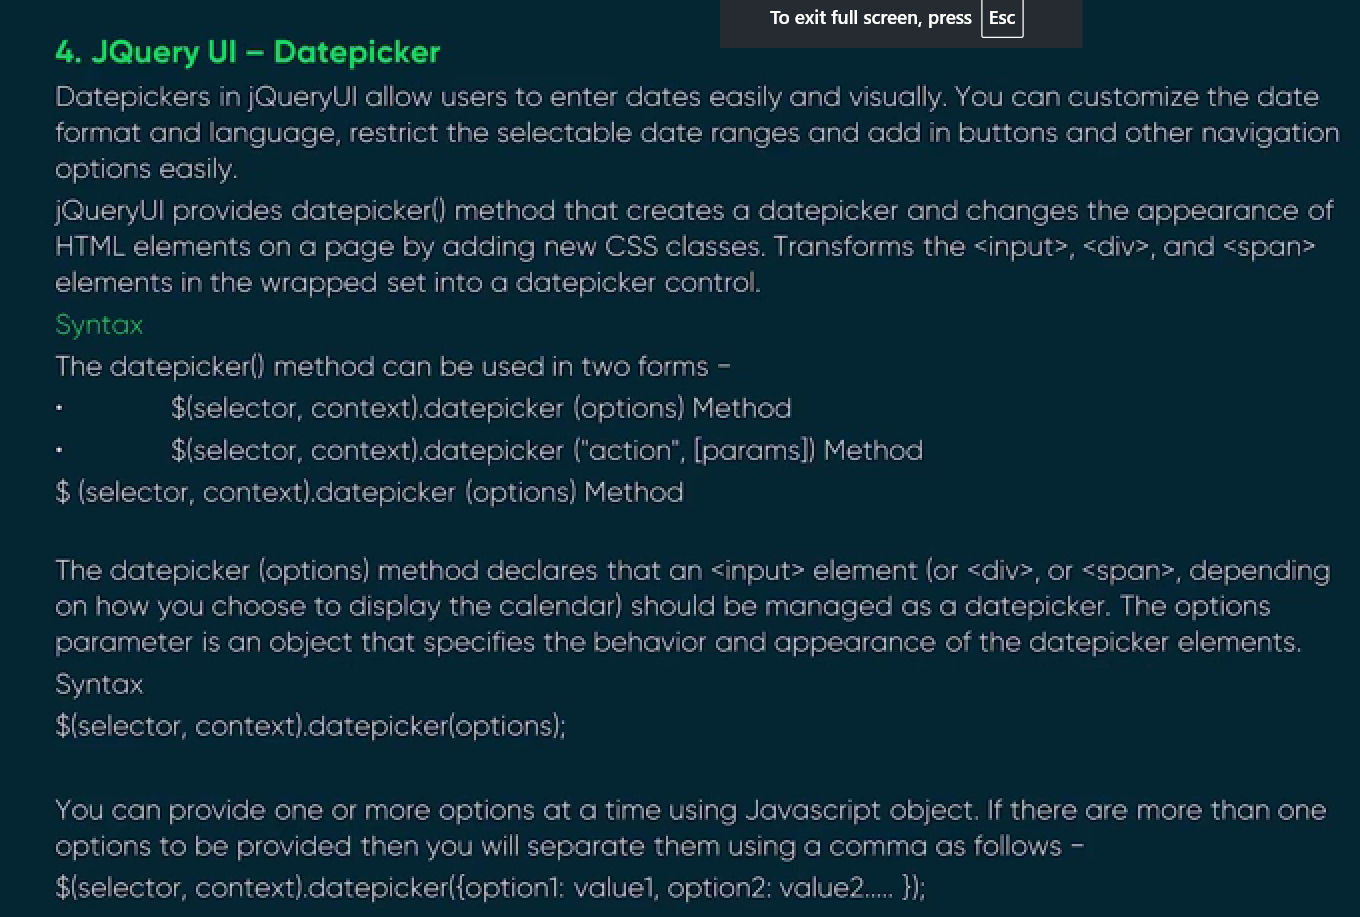 To exit full screen, press Esc
4. JQuery UI – Datepicker
Datepickers in jQueryUI allow users to enter dates easily and visually. You can customize the date
format and language, restrict the selectable date ranges and add in buttons and other navigation
options easily.
jQueryUI provides datepicker() method that creates a datepicker and changes the appearance of
HTML elements on a page by adding new CSS classes. Transforms the <input>, <div>, and <span>
elements in the wrapped set into a datepicker control.
Syntax
The datepicker() method can be used in two forms –
• $(selector, context).datepicker (options) Method
• $(selector, context).datepicker ("action", [params]) Method
$ (selector, context).datepicker (options) Method
The datepicker (options) method declares that an <input> element (or <div>, or <span>, depending
on how you choose to display the calendar) should be managed as a datepicker. The options
parameter is an object that specifies the behavior and appearance of the datepicker elements.
Syntax
$(selector, context).datepicker(options);
You can provide one or more options at a time using Javascript object. If there are more than one
options to be provided then you will separate them using a comma as follows –
$(selector, context).datepicker({option1: value1, option2: value2..... });